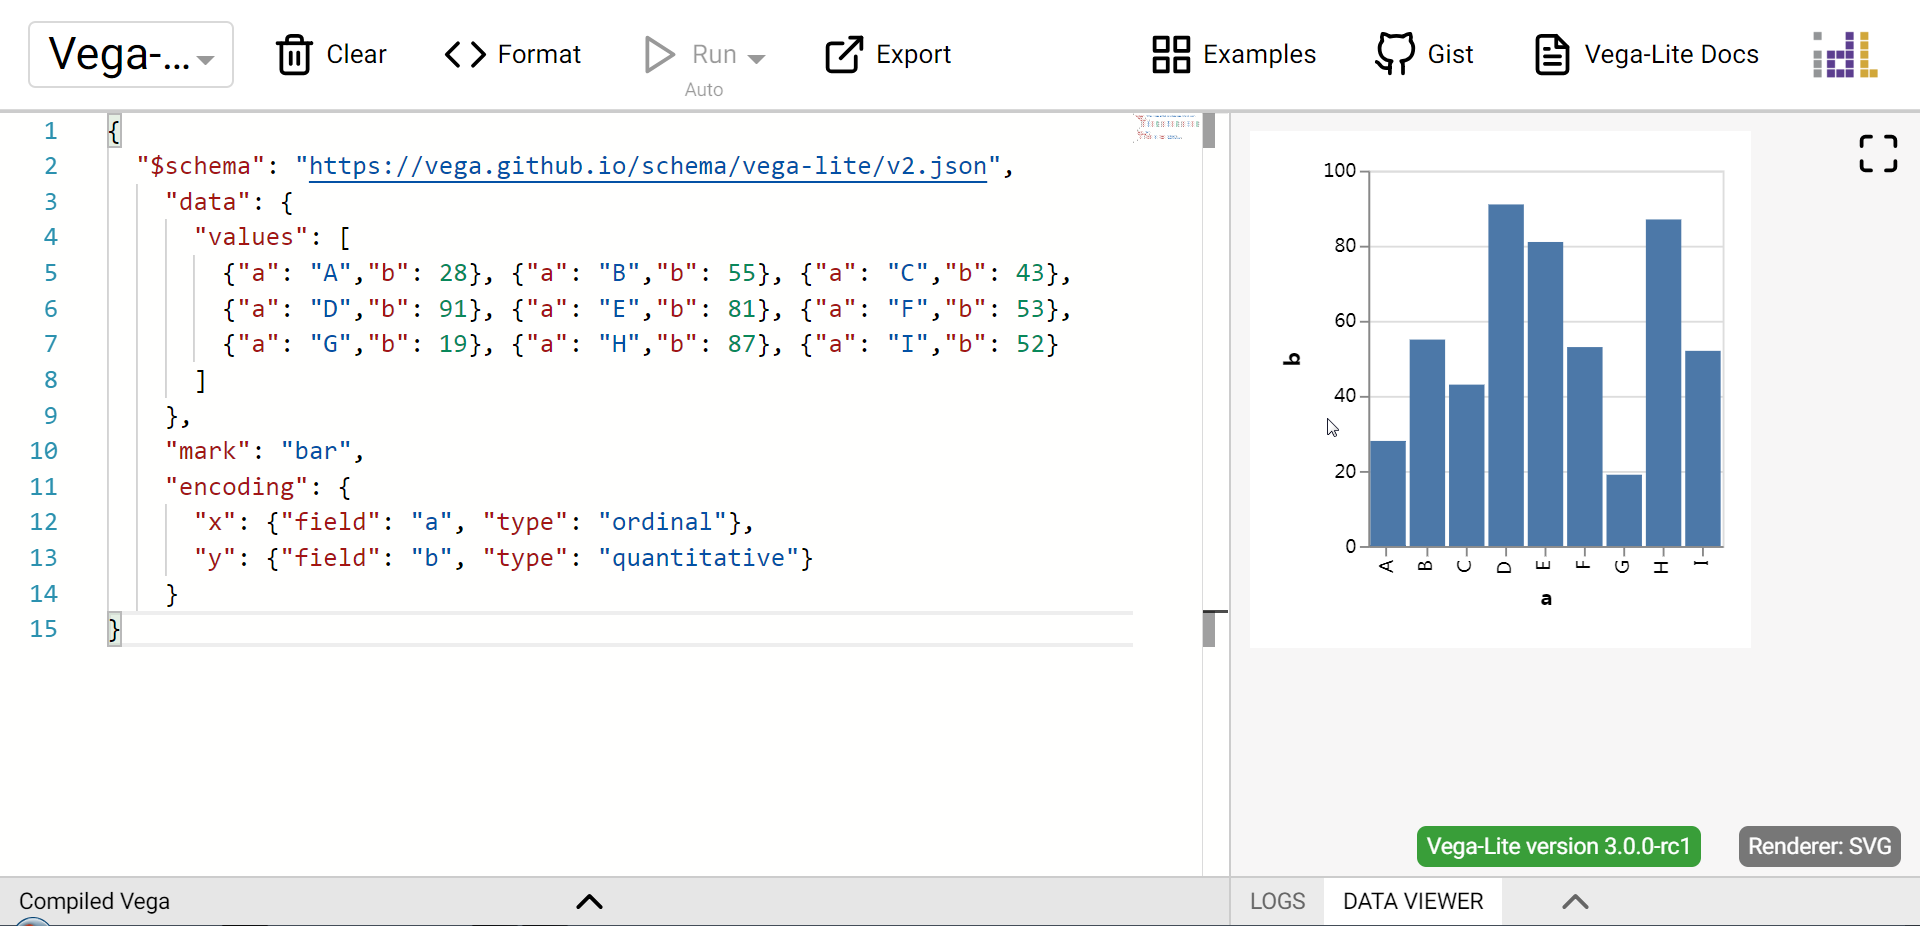 Vega-...
Clear
Format
Run
Auto
Export
Examples
Gist
Vega-Lite Docs
idL
1 {
2 "$schema": "https://vega.github.io/schema/vega-lite/v2.json",
3 "data": {
4 "values": [
5 {"a": "A","b": 28}, {"a": "B","b": 55}, {"a": "C","b": 43},
6 {"a": "D","b": 91}, {"a": "E","b": 81}, {"a": "F","b": 53},
7 {"a": "G","b": 19}, {"a": "H","b": 87}, {"a": "I","b": 52}
8 ]
9 },
10 "mark": "bar",
11 "encoding": {
12 "x": {"field": "a", "type": "ordinal"},
13 "y": {"field": "b", "type": "quantitative"}
14 }
15 }
100
80
60
40
20
0
b
A B C D E F G H I
a
Vega-Lite version 3.0.0-rc1
Renderer: SVG
Compiled Vega
LOGS
DATA VIEWER